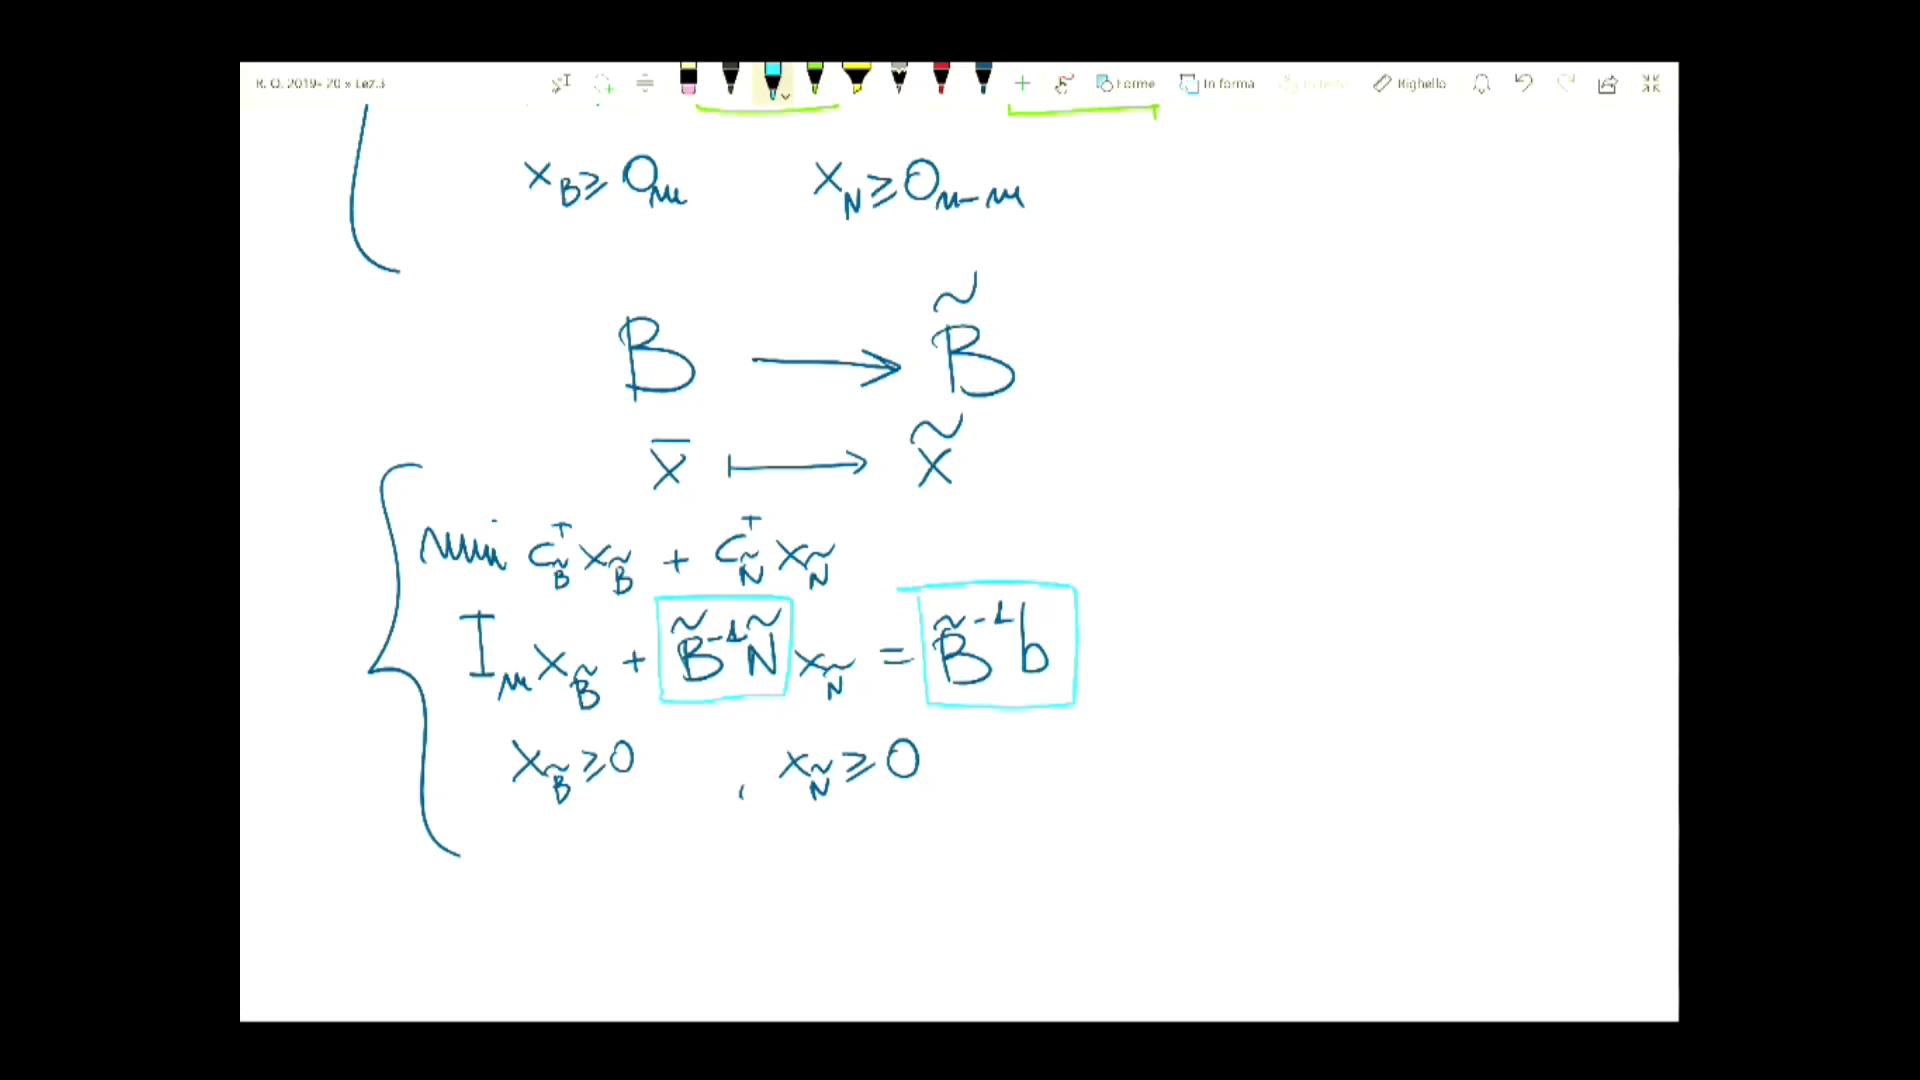 R. O. 2019-20 » Lez.3 Forme In forma Righello
x_B ≥ 0_m x_N ≥ 0_{n-m}
B → B̃
x̄ ↦ x̃
min c_B̃^T x_B̃ + c_Ñ^T x_Ñ
I_m x_B̃ + B̃^{-1}Ñ x_Ñ = B̃^{-1}b
x_B̃ ≥ 0 , x_Ñ ≥ 0